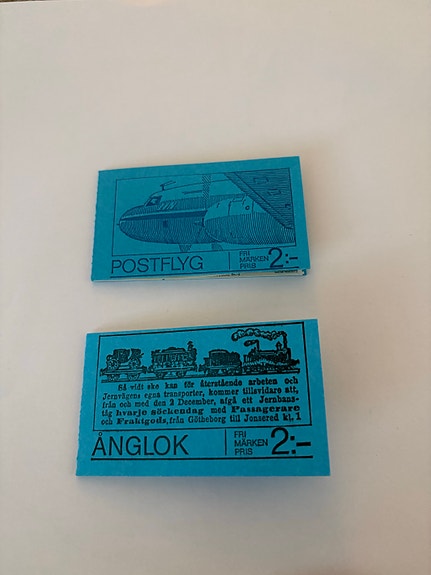 POSTFLYG
FRI
MÄRKEN
PRIS
2:-
Så vidt ske kan för återstående arbeten och
Jernvägens egna transporter, kommer tillsvidare att,
från och med den 2 December, afgå ett Jernbans-
tåg hvarje söckendag med Passagerare
och Fraktgods, från Götheborg till Jonsered kl. 1
ÅNGLOK
FRI
MÄRKEN
PRIS
2:-